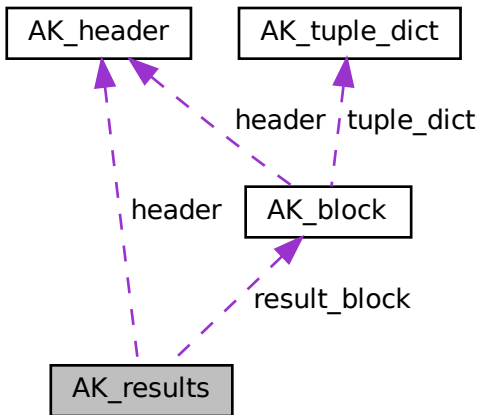 AK_header
AK_tuple_dict
header
tuple_dict
AK_block
header
result_block
AK_results